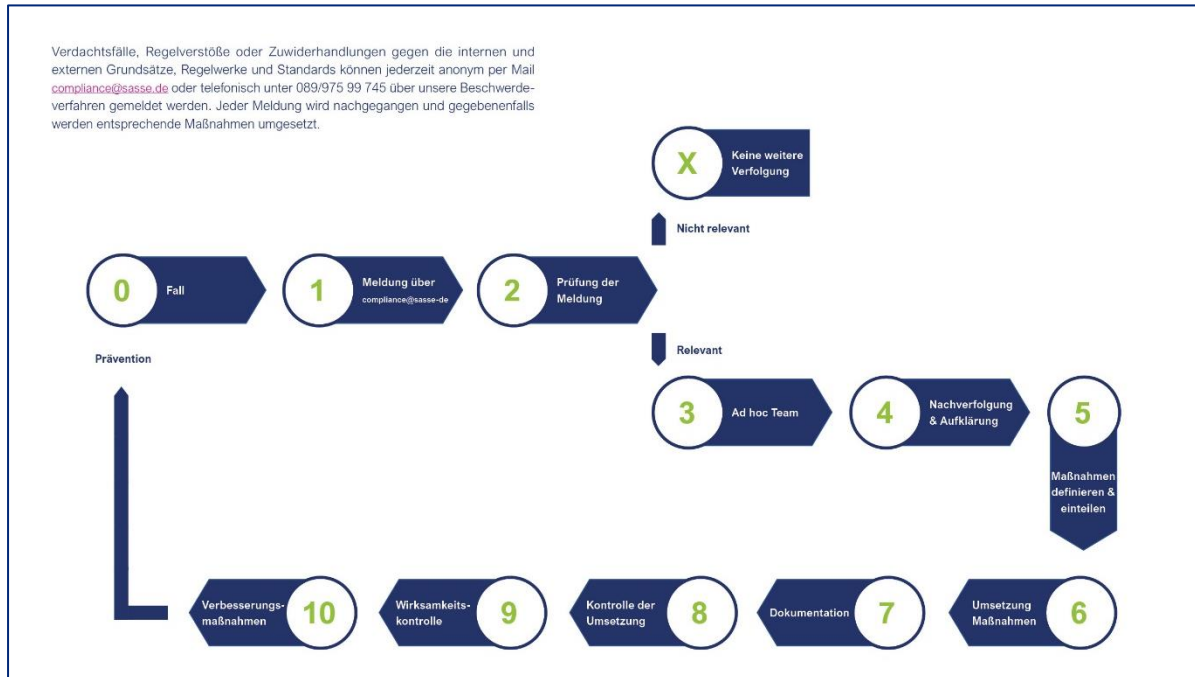 Verdachtsfälle, Regelverstöße oder Zuwiderhandlungen gegen die internen und
externen Grundsätze, Regelwerke und Standards können jederzeit anonym per Mail
compliance@sasse.de oder telefonisch unter 089/975 99 745 über unsere Beschwerde-
verfahren gemeldet werden. Jeder Meldung wird nachgegangen und gegebenenfalls
werden entsprechende Maßnahmen umgesetzt.
X
Keine weitere
Verfolgung
Nicht relevant
0
Fall
1
Meldung über
compliance@sasse-de
2
Prüfung der
Meldung
Relevant
Prävention
3
Ad hoc Team
4
Nachverfolgung
& Aufklärung
5
Maßnahmen
definieren &
einteilen
Umsetzung
Maßnahmen
6
Dokumentation
7
Kontrolle der
Umsetzung
8
Wirksamkeits-
kontrolle
9
Verbesserungs-
maßnahmen
10